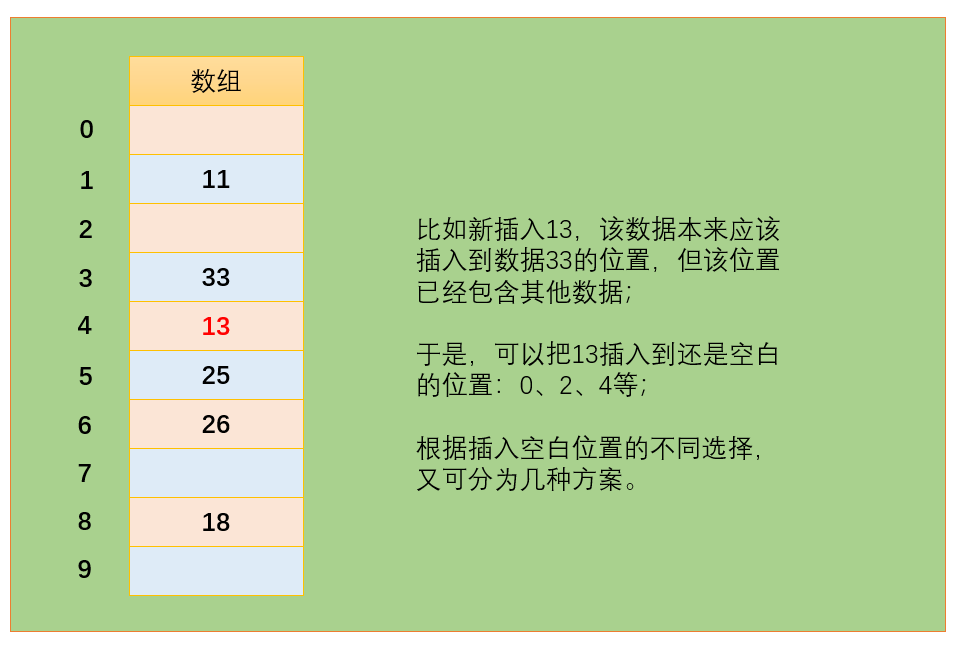 数组
0
1 11
2
3 33
4 13
5 25
6 26
7
8 18
9
比如新插入13，该数据本来应该
插入到数据33的位置，但该位置
已经包含其他数据；
于是，可以把13插入到还是空白
的位置：0、2、4等；
根据插入空白位置的不同选择，
又可分为几种方案。